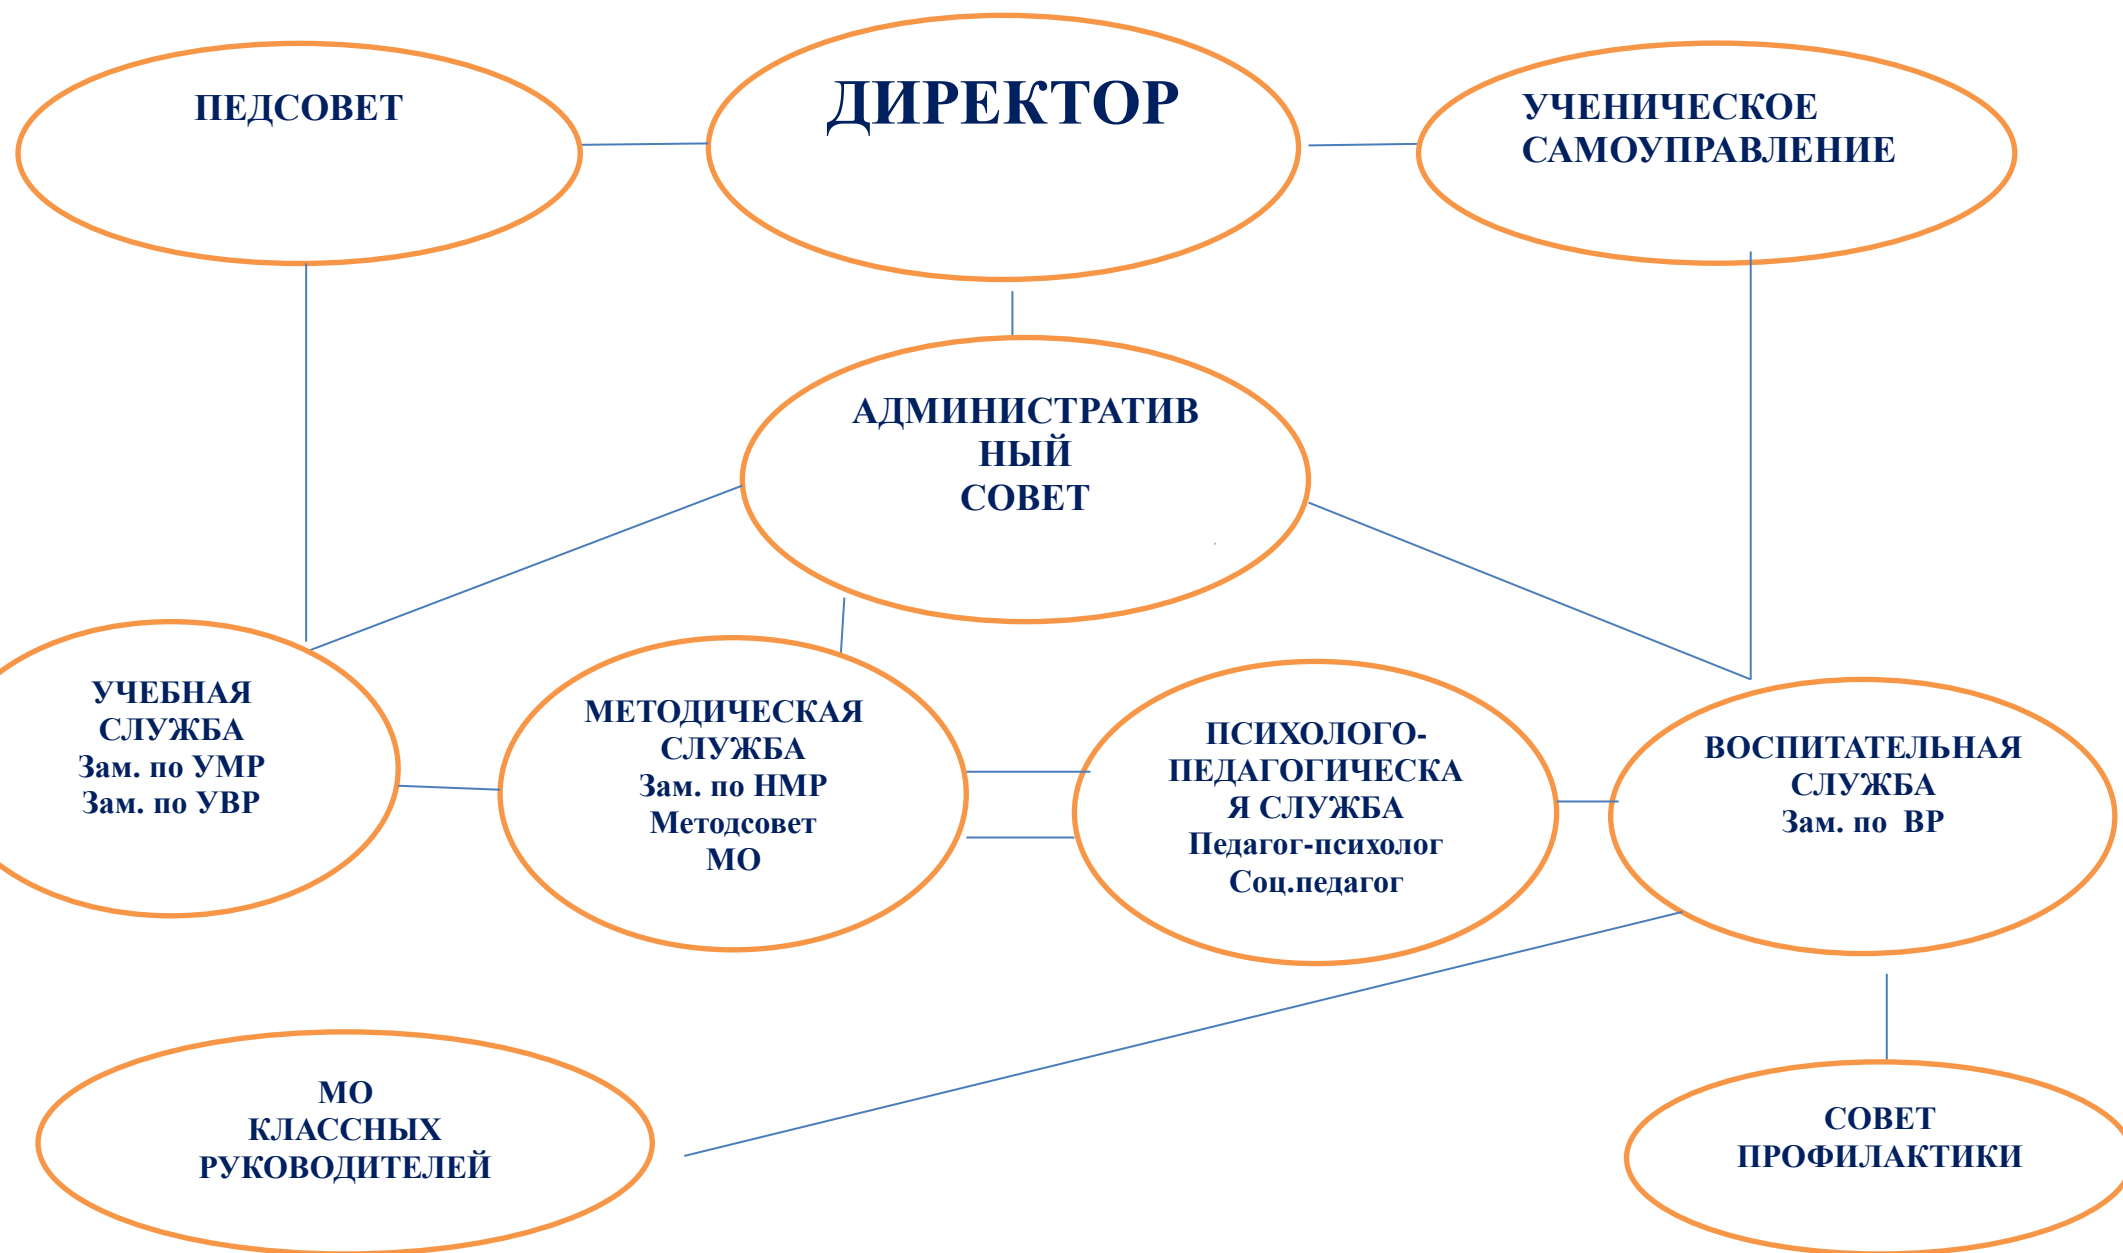 ПЕДСОВЕТ
ДИРЕКТОР
УЧЕНИЧЕСКОЕ
САМОУПРАВЛЕНИЕ
АДМИНИСТРАТИВ
НЫЙ
СОВЕТ
УЧЕБНАЯ
СЛУЖБА
Зам. по УМР
Зам. по УВР
МЕТОДИЧЕСКАЯ
СЛУЖБА
Зам. по НМР
Методсовет
МО
ПСИХОЛОГО-
ПЕДАГОГИЧЕСКА
Я СЛУЖБА
Педагог-психолог
Соц.педагог
ВОСПИТАТЕЛЬНАЯ
СЛУЖБА
Зам. по ВР
МО
КЛАССНЫХ
РУКОВОДИТЕЛЕЙ
СОВЕТ
ПРОФИЛАКТИКИ